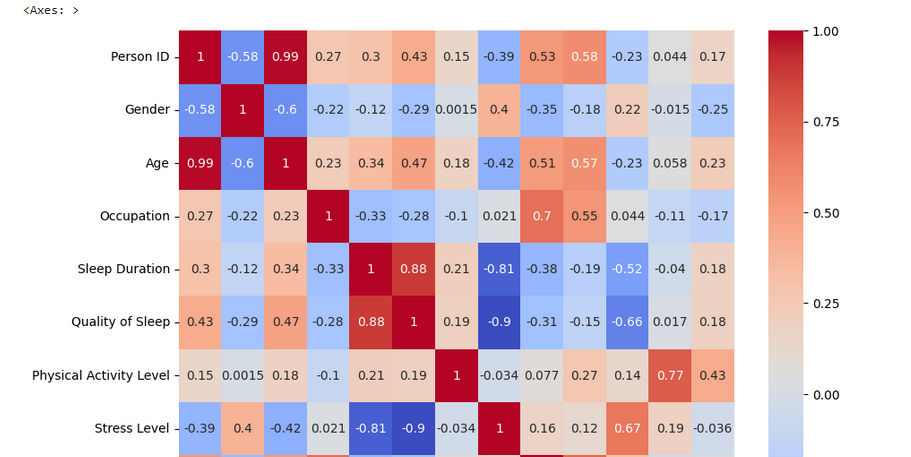 <Axes: >
Person ID 1 -0.58 0.99 0.27 0.3 0.43 0.15 -0.39 0.53 0.58 -0.23 0.044 0.17
Gender -0.58 1 -0.6 -0.22 -0.12 -0.29 0.0015 0.4 -0.35 -0.18 0.22 -0.015 -0.25
Age 0.99 -0.6 1 0.23 0.34 0.47 0.18 -0.42 0.51 0.57 -0.23 0.058 0.23
Occupation 0.27 -0.22 0.23 1 -0.33 -0.28 -0.1 0.021 0.7 0.55 0.044 -0.11 -0.17
Sleep Duration 0.3 -0.12 0.34 -0.33 1 0.88 0.21 -0.81 -0.38 -0.19 -0.52 -0.04 0.18
Quality of Sleep 0.43 -0.29 0.47 -0.28 0.88 1 0.19 -0.9 -0.31 -0.15 -0.66 0.017 0.18
Physical Activity Level 0.15 0.0015 0.18 -0.1 0.21 0.19 1 -0.034 0.077 0.27 0.14 0.77 0.43
Stress Level -0.39 0.4 -0.42 0.021 -0.81 -0.9 -0.034 1 0.16 0.12 0.67 0.19 -0.036
1.00
0.75
0.50
0.25
0.00